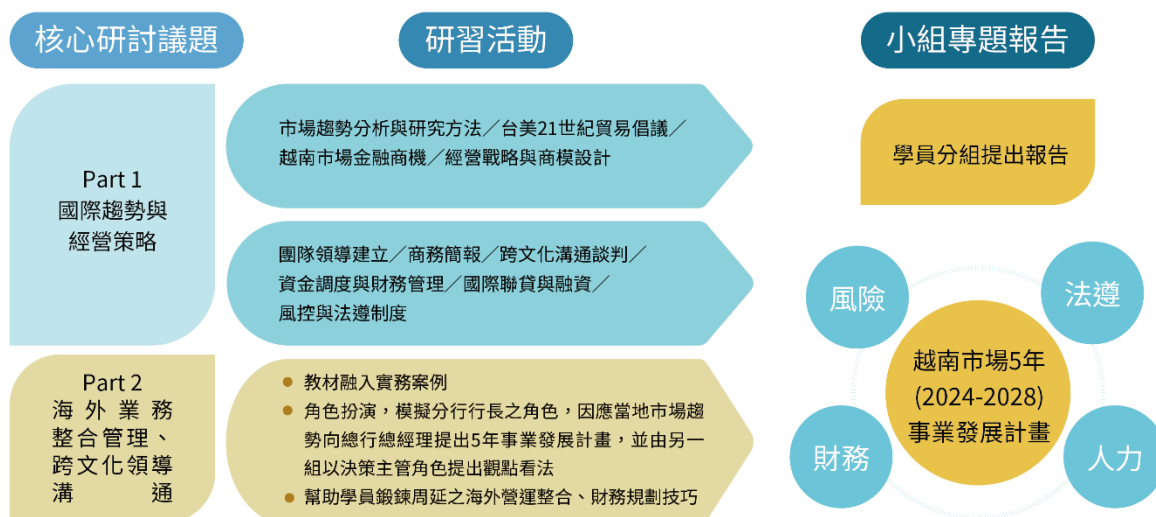 核心研討議題
研習活動
小組專題報告
Part 1
國際趨勢與
經營策略
市場趨勢分析與研究方法／台美21世紀貿易倡議／
越南市場金融商機／經營戰略與商模設計
團隊領導建立／商務簡報／跨文化溝通談判／
資金調度與財務管理／國際聯貸與融資／
風控與法遵制度
Part 2
海外業務
整合管理、
跨文化領導
溝通
● 教材融入實務案例
● 角色扮演，模擬分行行長之角色，因應當地市場趨
勢向總行總經理提出5年事業發展計畫，並由另一
組以決策主管角色提出觀點看法
● 幫助學員鍛鍊周延之海外營運整合、財務規劃技巧
學員分組提出報告
風險
法遵
越南市場5年
(2024-2028)
事業發展計畫
財務
人力